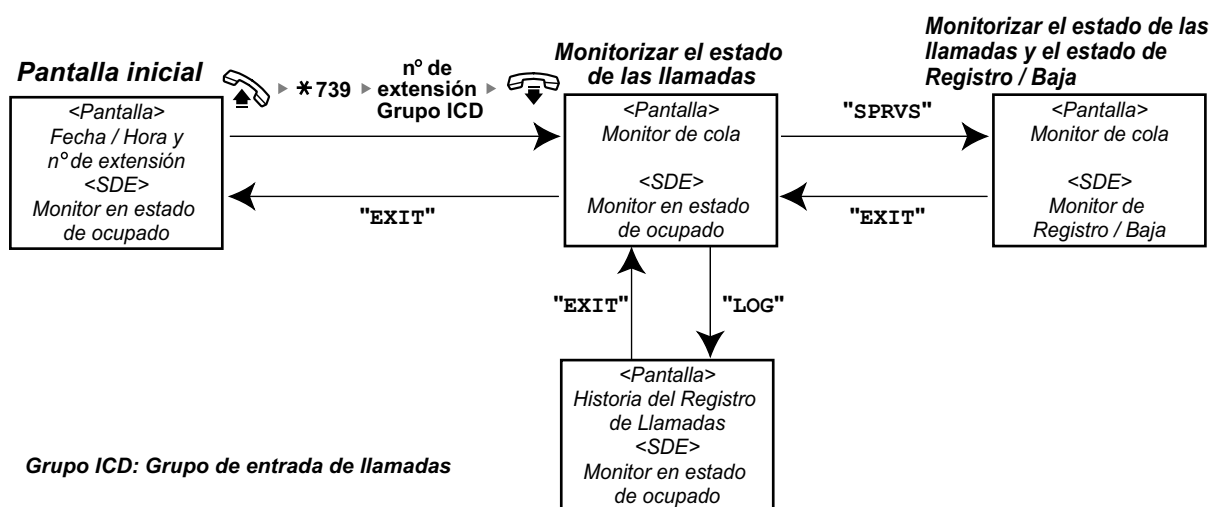 Pantalla inicial
✱739
nº de
extensión
Grupo ICD
Monitorizar el estado
de las llamadas
Monitorizar el estado de las
llamadas y el estado de
Registro / Baja
<Pantalla>
Fecha / Hora y
nº de extensión
<SDE>
Monitor en estado
de ocupado
"EXIT"
<Pantalla>
Monitor de cola
<SDE>
Monitor en estado
de ocupado
"SPRVS"
"EXIT"
<Pantalla>
Monitor de cola
<SDE>
Monitor de
Registro / Baja
"EXIT"
"LOG"
<Pantalla>
Historia del Registro
de Llamadas
<SDE>
Monitor en estado
de ocupado
Grupo ICD: Grupo de entrada de llamadas